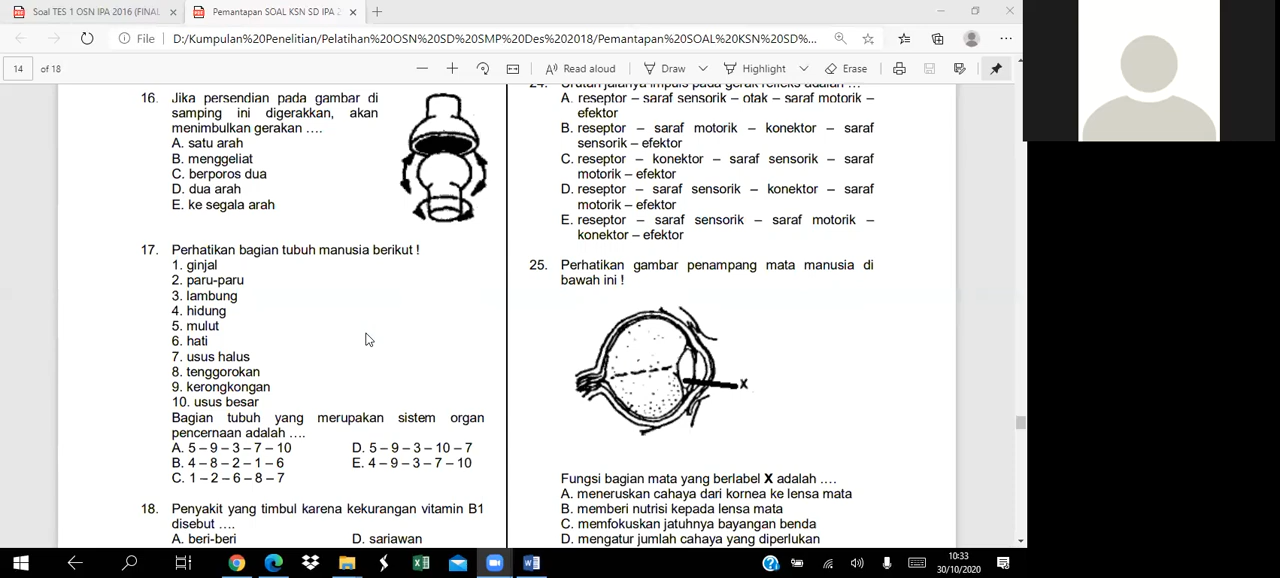 Soal TES 1 OSN IPA 2016 (FINAL
Pemantapan SOAL KSN SD IPA 2
File
D:/Kumpulan%20Penelitian/Pelatihan%20OSN%20SD%20SMP%20Des%202018/Pemantapan%20SOAL%20KSN%20SD%...
14 of 18
Read aloud
Draw
Highlight
Erase
16. Jika persendian pada gambar di
samping ini digerakkan, akan
menimbulkan gerakan ....
A. satu arah
B. menggeliat
C. berporos dua
D. dua arah
E. ke segala arah
17. Perhatikan bagian tubuh manusia berikut !
1. ginjal
2. paru-paru
3. lambung
4. hidung
5. mulut
6. hati
7. usus halus
8. tenggorokan
9. kerongkongan
10. usus besar
Bagian tubuh yang merupakan sistem organ
pencernaan adalah ....
A. 5 – 9 – 3 – 7 – 10 D. 5 – 9 – 3 – 10 – 7
B. 4 – 8 – 2 – 1 – 6 E. 4 – 9 – 3 – 7 – 10
C. 1 – 2 – 6 – 8 – 7
18. Penyakit yang timbul karena kekurangan vitamin B1
disebut ....
A. beri-beri D. sariawan
24. Urutan jalannya impuls pada gerak refleks adalah ...
A. reseptor – saraf sensorik – otak – saraf motorik –
efektor
B. reseptor – saraf motorik – konektor – saraf
sensorik – efektor
C. reseptor – konektor – saraf sensorik – saraf
motorik – efektor
D. reseptor – saraf sensorik – konektor – saraf
motorik – efektor
E. reseptor – saraf sensorik – saraf motorik –
konektor – efektor
25. Perhatikan gambar penampang mata manusia di
bawah ini !
X
Fungsi bagian mata yang berlabel X adalah ....
A. meneruskan cahaya dari kornea ke lensa mata
B. memberi nutrisi kepada lensa mata
C. memfokuskan jatuhnya bayangan benda
D. mengatur jumlah cahaya yang diperlukan
10:33
30/10/2020